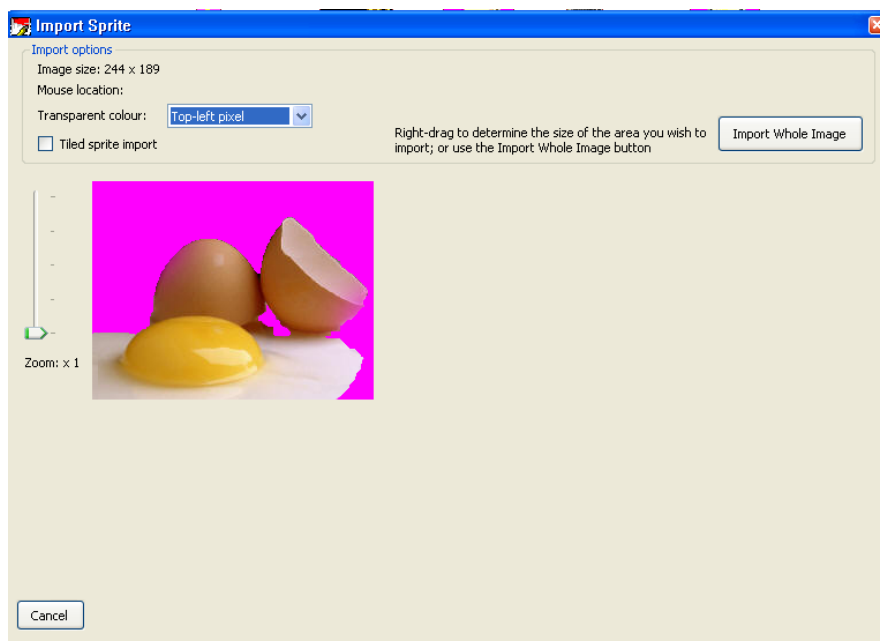 Import Sprite
Import options
Image size: 244 x 189
Mouse location:
Transparent colour: Top-left pixel
Tiled sprite import
Right-drag to determine the size of the area you wish to
import; or use the Import Whole Image button
Import Whole Image
Zoom: x 1
Cancel